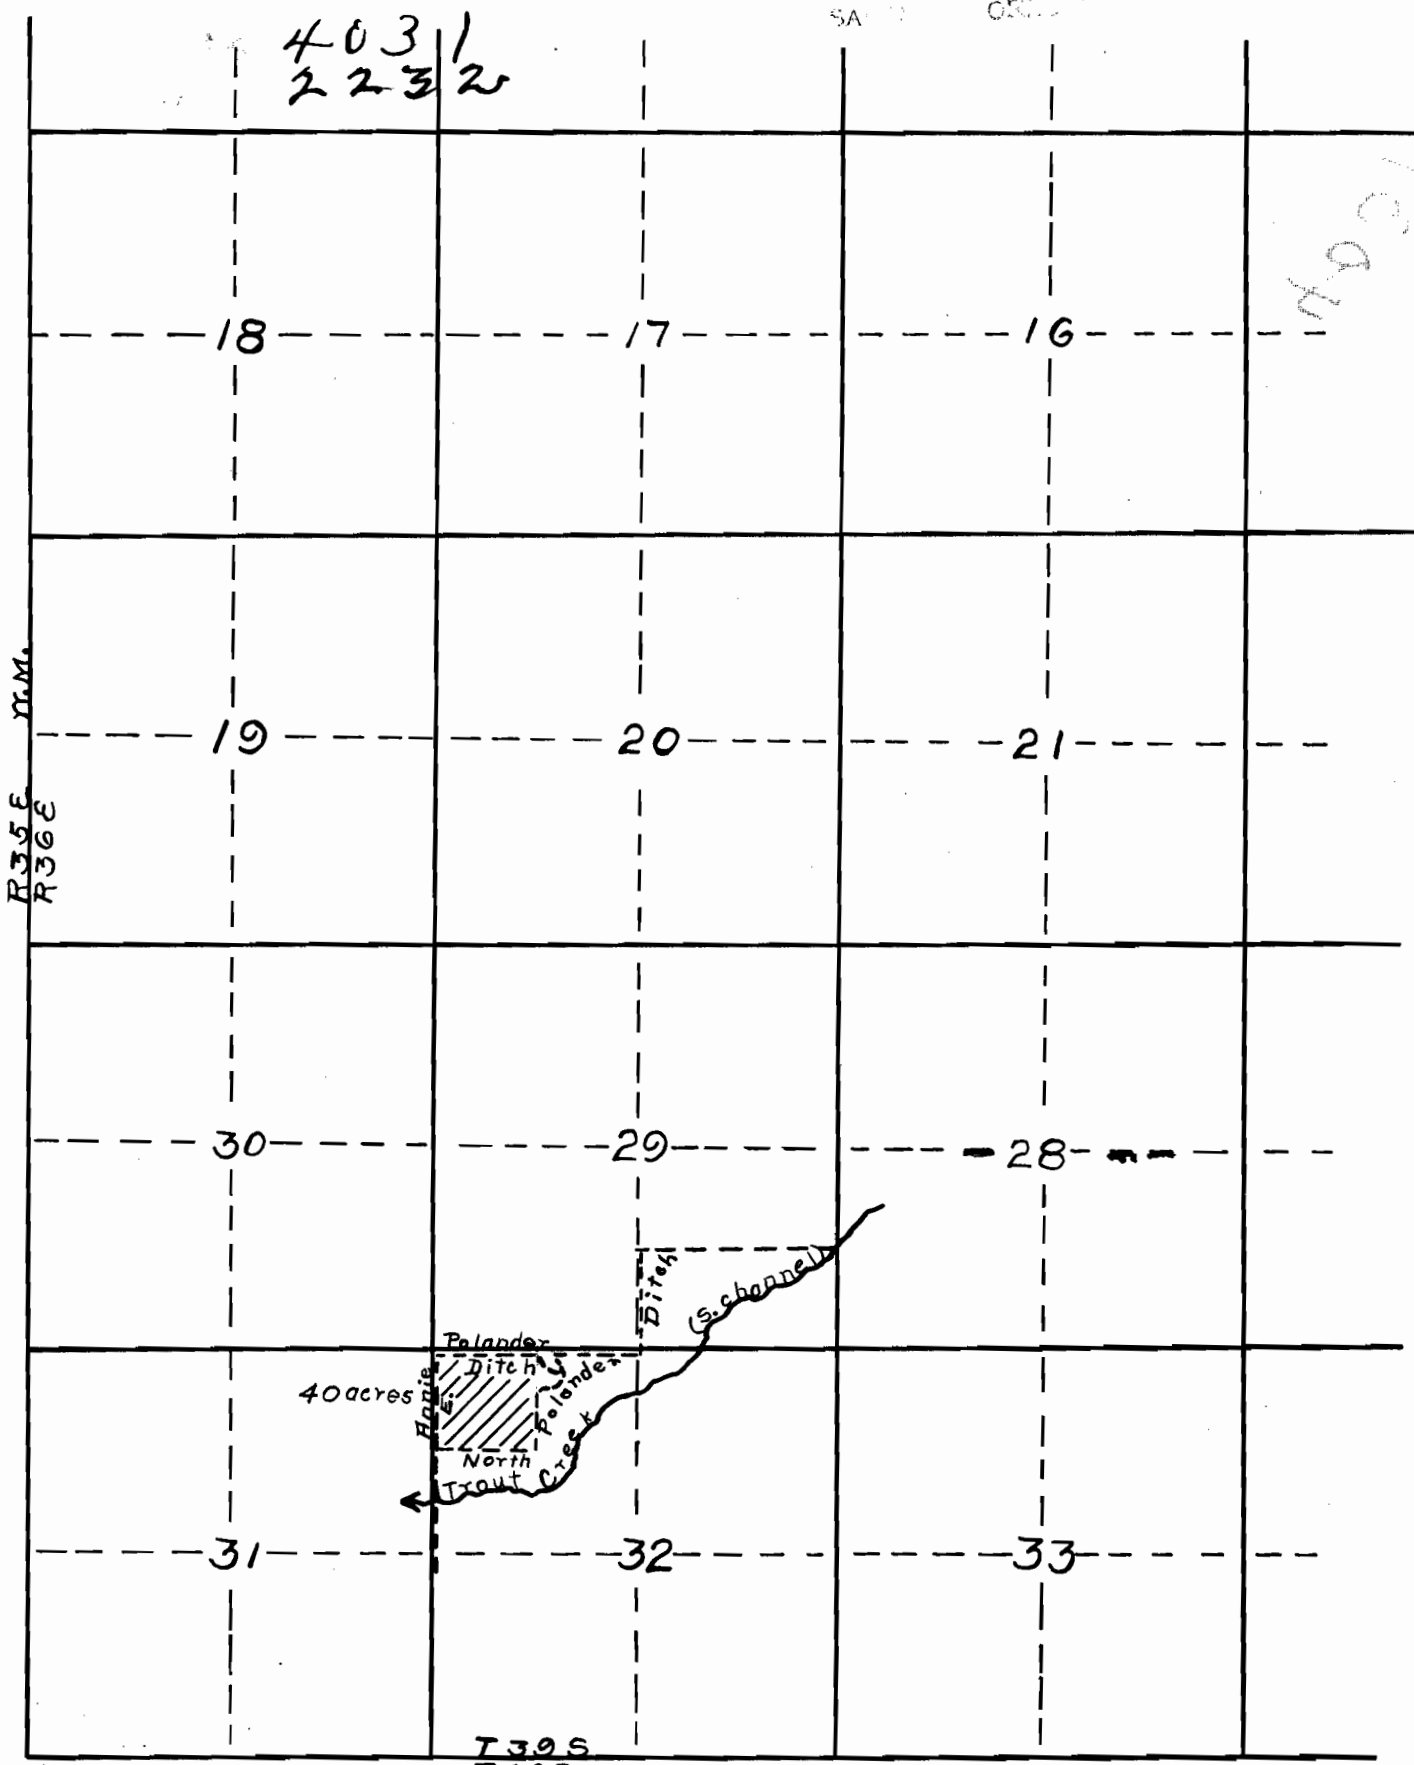 4031
2232
18
17
16
R35E W.M.
R36E
19
20
21
30
29
28
Ditch
(S. channel)
Polander
Ditch
Polander
40 acres
Annie
E.
North
Trout Creek
31
32
33
T39S